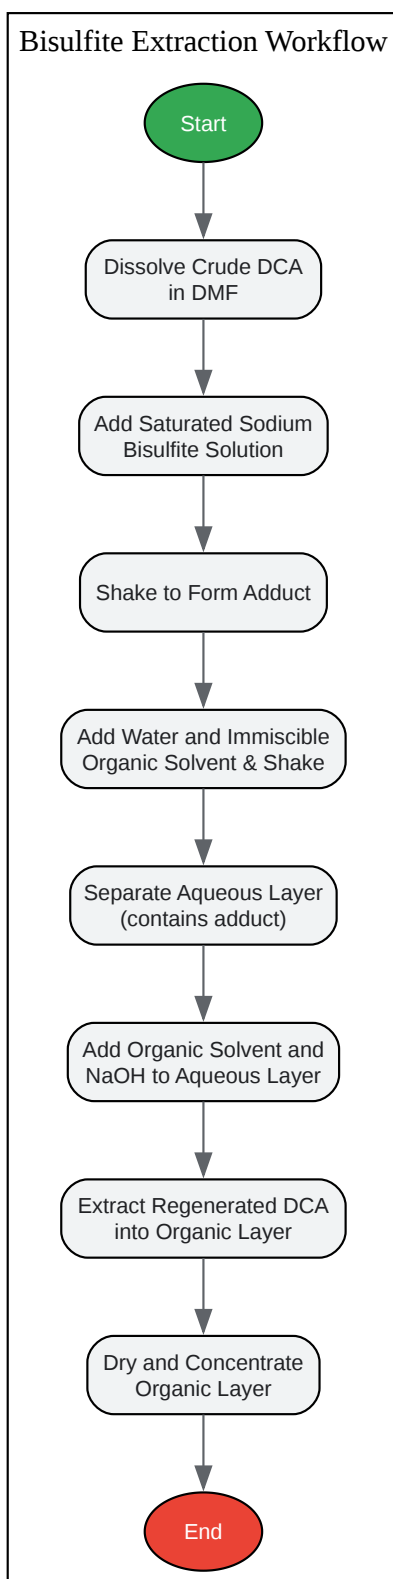 Bisulfite Extraction Workflow
Start
Dissolve Crude DCA
in DMF
Add Saturated Sodium
Bisulfite Solution
Shake to Form Adduct
Add Water and Immiscible
Organic Solvent & Shake
Separate Aqueous Layer
(contains adduct)
Add Organic Solvent and
NaOH to Aqueous Layer
Extract Regenerated DCA
into Organic Layer
Dry and Concentrate
Organic Layer
End